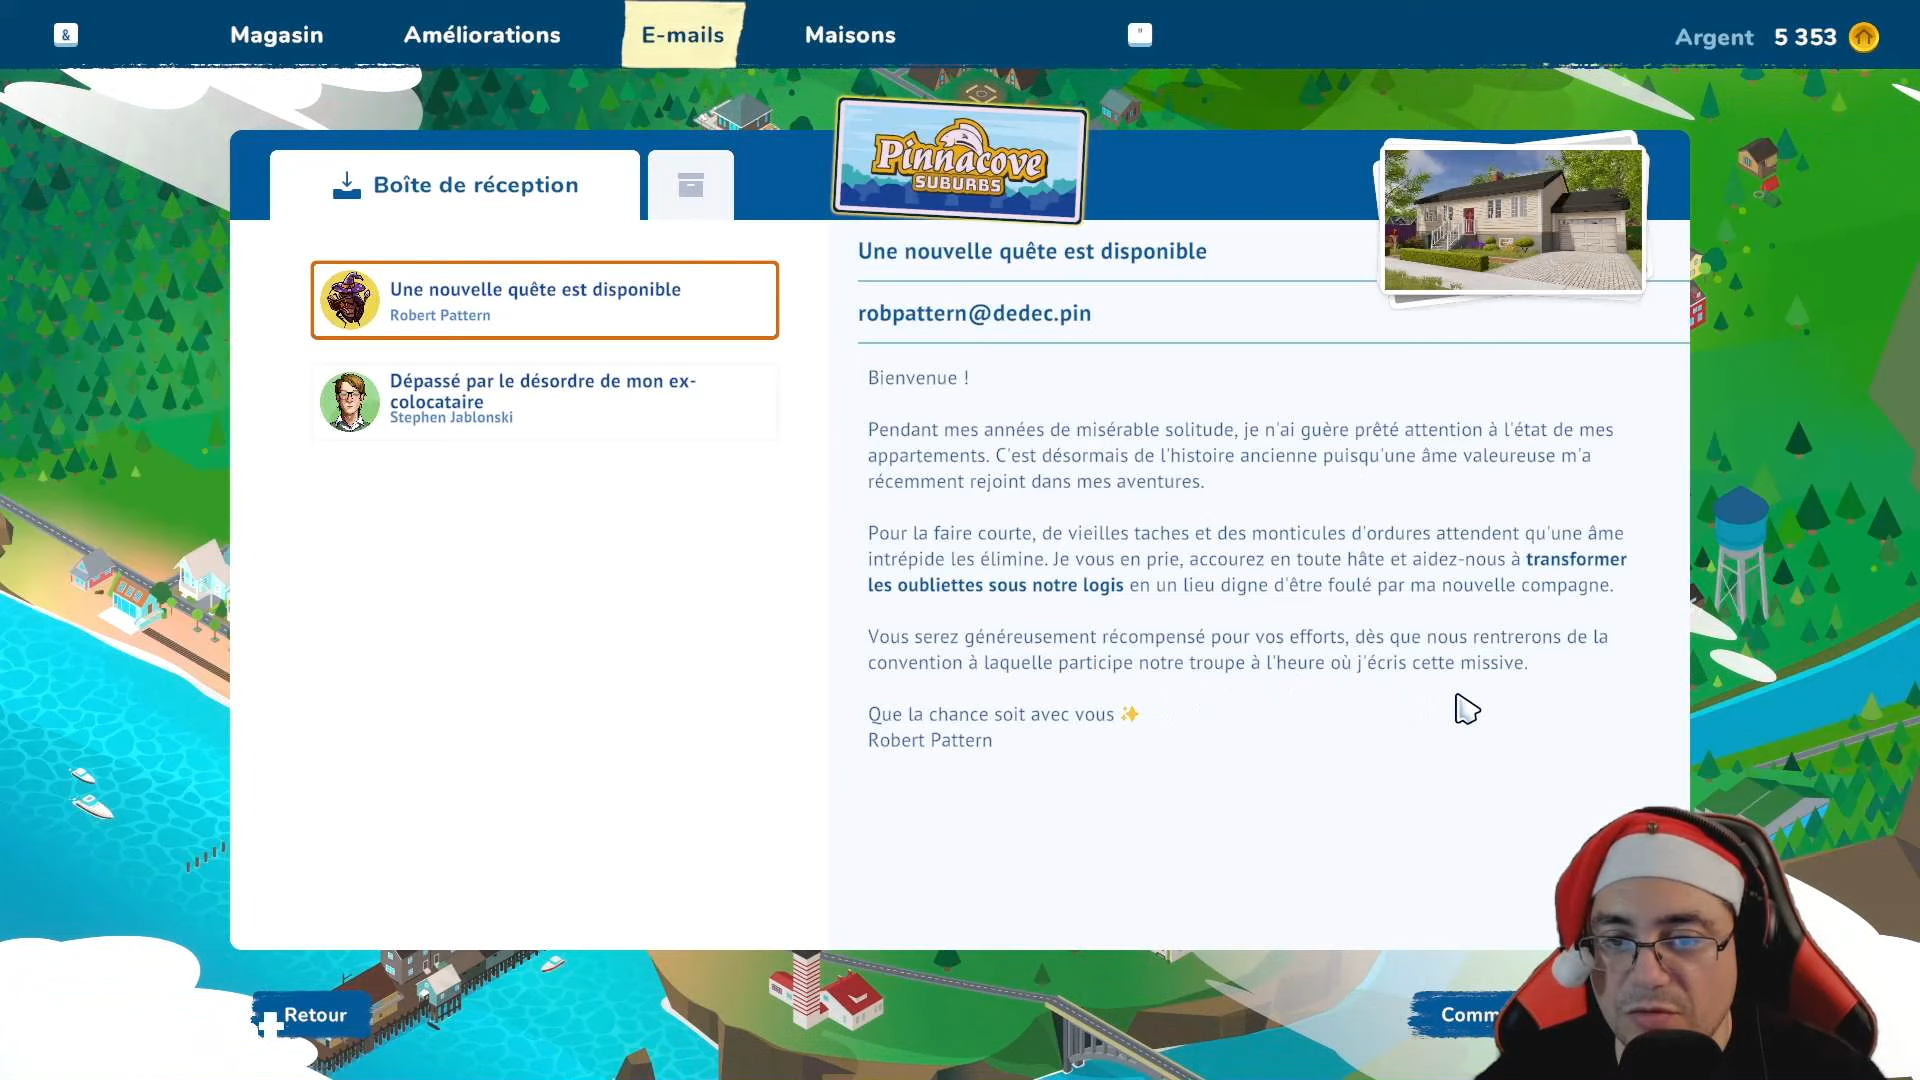 &
Magasin
Améliorations
E-mails
Maisons
"
Argent 5 353
Pinnacove
SUBURBS
Boîte de réception
Une nouvelle quête est disponible
Robert Pattern
Dépassé par le désordre de mon ex-
colocataire
Stephen Jablonski
Une nouvelle quête est disponible
robpattern@dedec.pin
Bienvenue !
Pendant mes années de misérable solitude, je n'ai guère prêté attention à l'état de mes
appartements. C'est désormais de l'histoire ancienne puisqu'une âme valeureuse m'a
récemment rejoint dans mes aventures.
Pour la faire courte, de vieilles taches et des monticules d'ordures attendent qu'une âme
intrépide les élimine. Je vous en prie, accourez en toute hâte et aidez-nous à transformer
les oubliettes sous notre logis en un lieu digne d'être foulé par ma nouvelle compagne.
Vous serez généreusement récompensé pour vos efforts, dès que nous rentrerons de la
convention à laquelle participe notre troupe à l'heure où j'écris cette missive.
Que la chance soit avec vous ✨
Robert Pattern
Retour
Comm